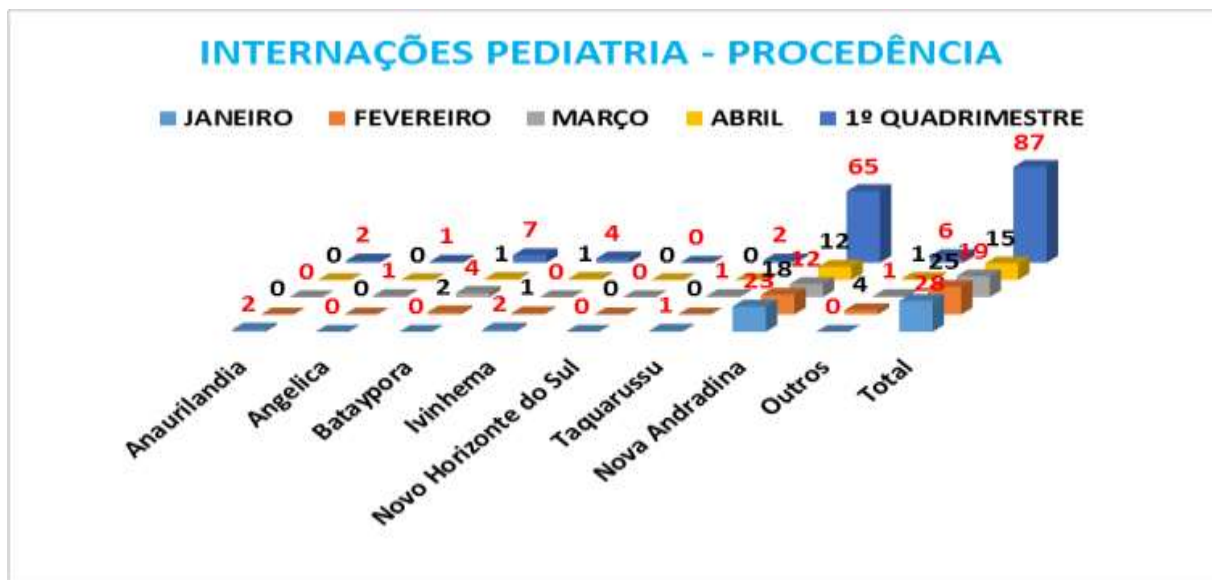 INTERNAÇÕES PEDIATRIA - PROCEDÊNCIA
JANEIRO FEVEREIRO MARÇO ABRIL 1º QUADRIMESTRE
2 1 7 4 0 2 65 6 87
0 0 1 1 0 0 12 1 15
0 1 4 0 0 1 12 1 19
0 0 2 1 0 0 18 4 25
2 0 0 2 0 1 23 0 28
Anaurilandia
Angelica
Bataypora
Ivinhema
Novo Horizonte do Sul
Taquarussu
Nova Andradina
Outros
Total